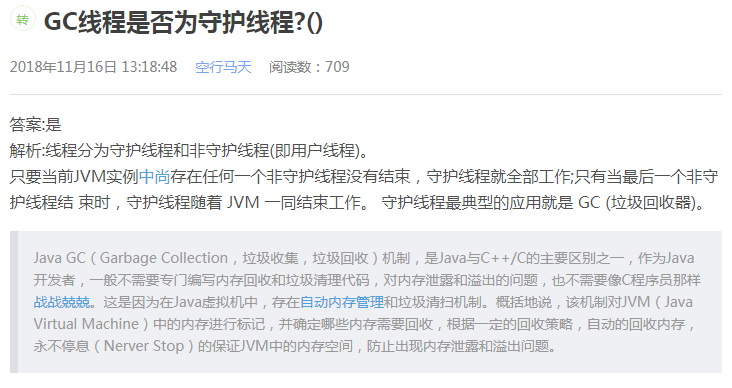 转 GC线程是否为守护线程?()
2018年11月16日 13:18:48 空行马天 阅读数：709
答案:是
解析:线程分为守护线程和非守护线程(即用户线程)。
只要当前JVM实例中尚存在任何一个非守护线程没有结束，守护线程就全部工作;只有当最后一个非守
护线程结 束时，守护线程随着 JVM 一同结束工作。 守护线程最典型的应用就是 GC (垃圾回收器)。
Java GC（Garbage Collection，垃圾收集，垃圾回收）机制，是Java与C++/C的主要区别之一，作为Java
开发者，一般不需要专门编写内存回收和垃圾清理代码，对内存泄露和溢出的问题，也不需要像C程序员那样
战战兢兢。这是因为在Java虚拟机中，存在自动内存管理和垃圾清扫机制。概括地说，该机制对JVM（Java
Virtual Machine）中的内存进行标记，并确定哪些内存需要回收，根据一定的回收策略，自动的回收内存，
永不停息（Nerver Stop）的保证JVM中的内存空间，防止出现内存泄露和溢出问题。